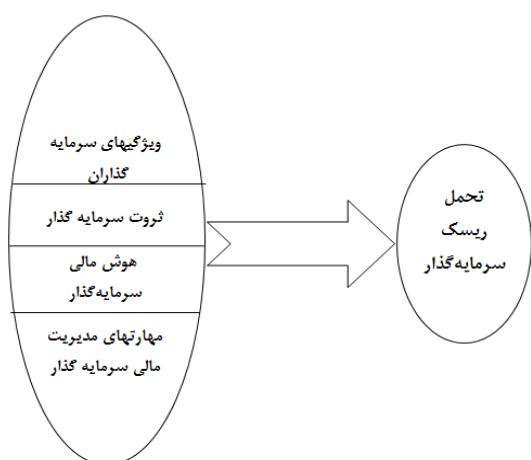 ویژگیهای سرمایه
گذاران
ثروت سرمایه گذار
هوش مالی
سرمایه‌گذار
مهارتهای مدیریت
مالی سرمایه گذار
تحمل
ریسک
سرمایه‌گذار